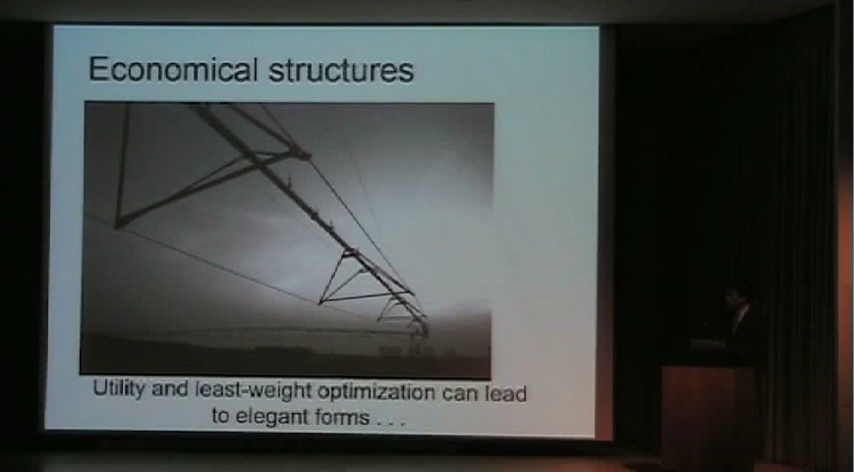 Economical structures
Utility and least-weight optimization can lead
to elegant forms . . .